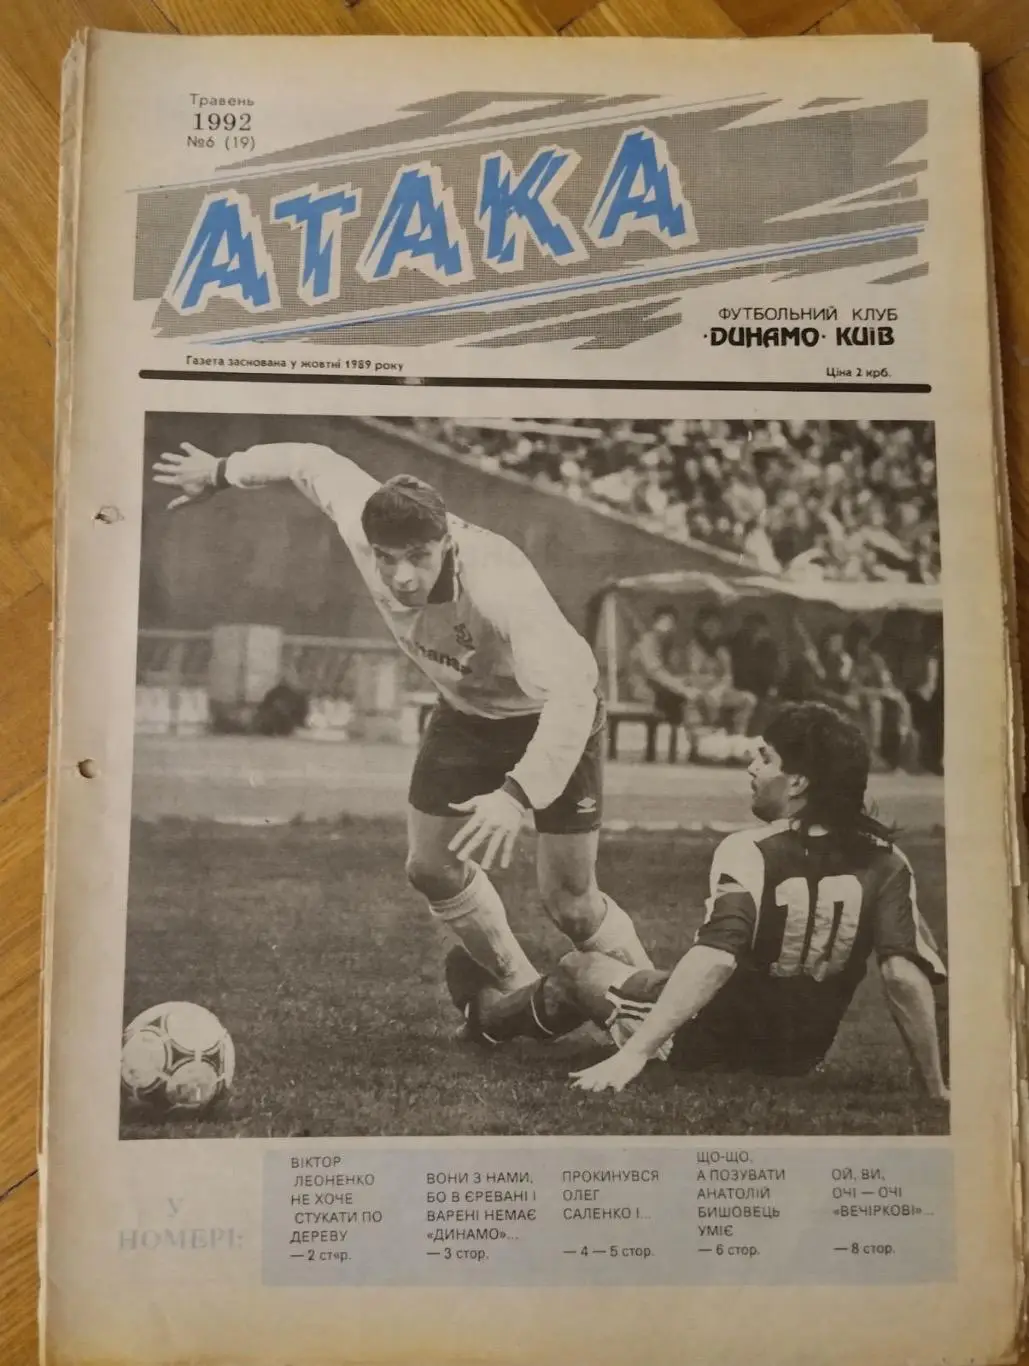 Травень
1992
№6 (19)
АТАКА
ФУТБОЛЬНИЙ КЛУБ
·ДИНАМО· КИЇВ
Газета заснована у жовтні 1989 року
Ціна 2 крб.
10
У
НОМЕРІ:
ВІКТОР
ЛЕОНЕНКО
НЕ ХОЧЕ
СТУКАТИ ПО
ДЕРЕВУ
— 2 стор.
ВОНИ З НАМИ,
БО В ЄРЕВАНІ І
ВАРЕНІ НЕМАЄ
«ДИНАМО»...
— 3 стор.
ПРОКИНУВСЯ
ОЛЕГ
САЛЕНКО І...
— 4 — 5 стор.
ЩО-ЩО,
А ПОЗУВАТИ
АНАТОЛІЙ
БИШОВЕЦЬ
УМІЄ
— 6 стор.
ОЙ, ВИ,
ОЧІ — ОЧІ
«ВЕЧІРКОВІ»...
— 8 стор.